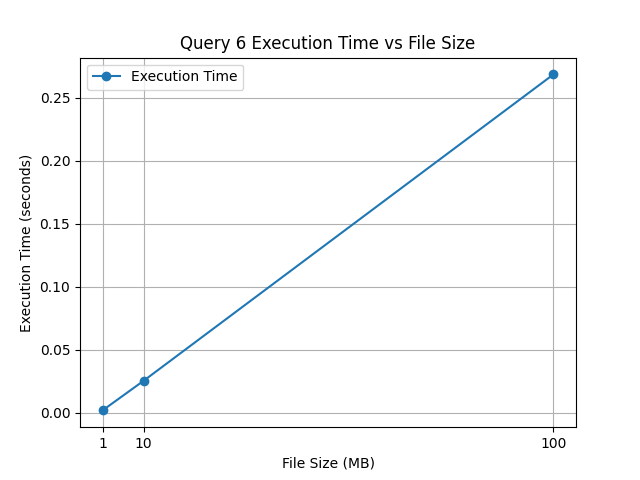 Query 6 Execution Time vs File Size
Execution Time
0.25
0.20
0.15
0.10
0.05
0.00
Execution Time (seconds)
1 10 100
File Size (MB)